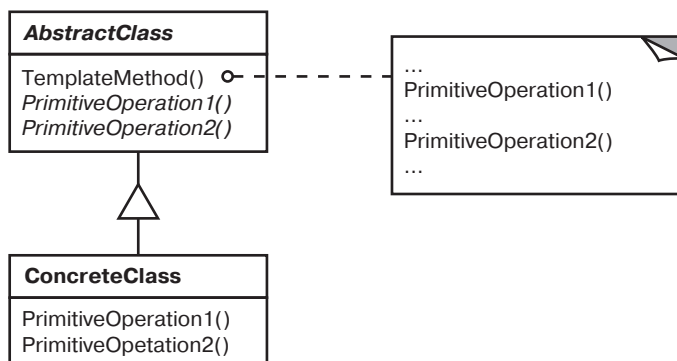 AbstractClass
TemplateMethod()
PrimitiveOperation1()
PrimitiveOperation2()
...
PrimitiveOperation1()
...
PrimitiveOperation2()
...
ConcreteClass
PrimitiveOperation1()
PrimitiveOpetation2()